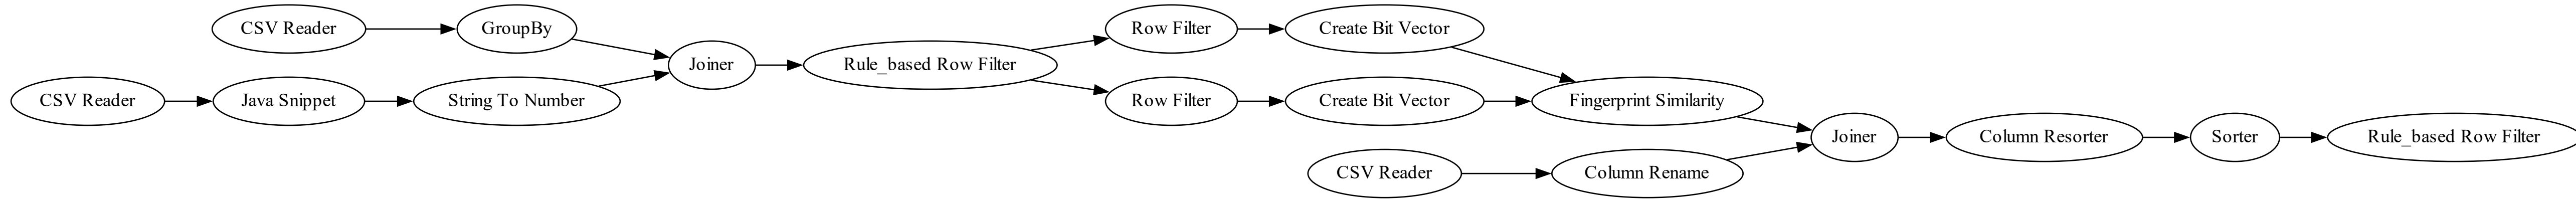 CSV Reader
GroupBy
CSV Reader
Java Snippet
String To Number
Joiner
Rule_based Row Filter
Row Filter
Create Bit Vector
Row Filter
Create Bit Vector
Fingerprint Similarity
CSV Reader
Column Rename
Joiner
Column Resorter
Sorter
Rule_based Row Filter